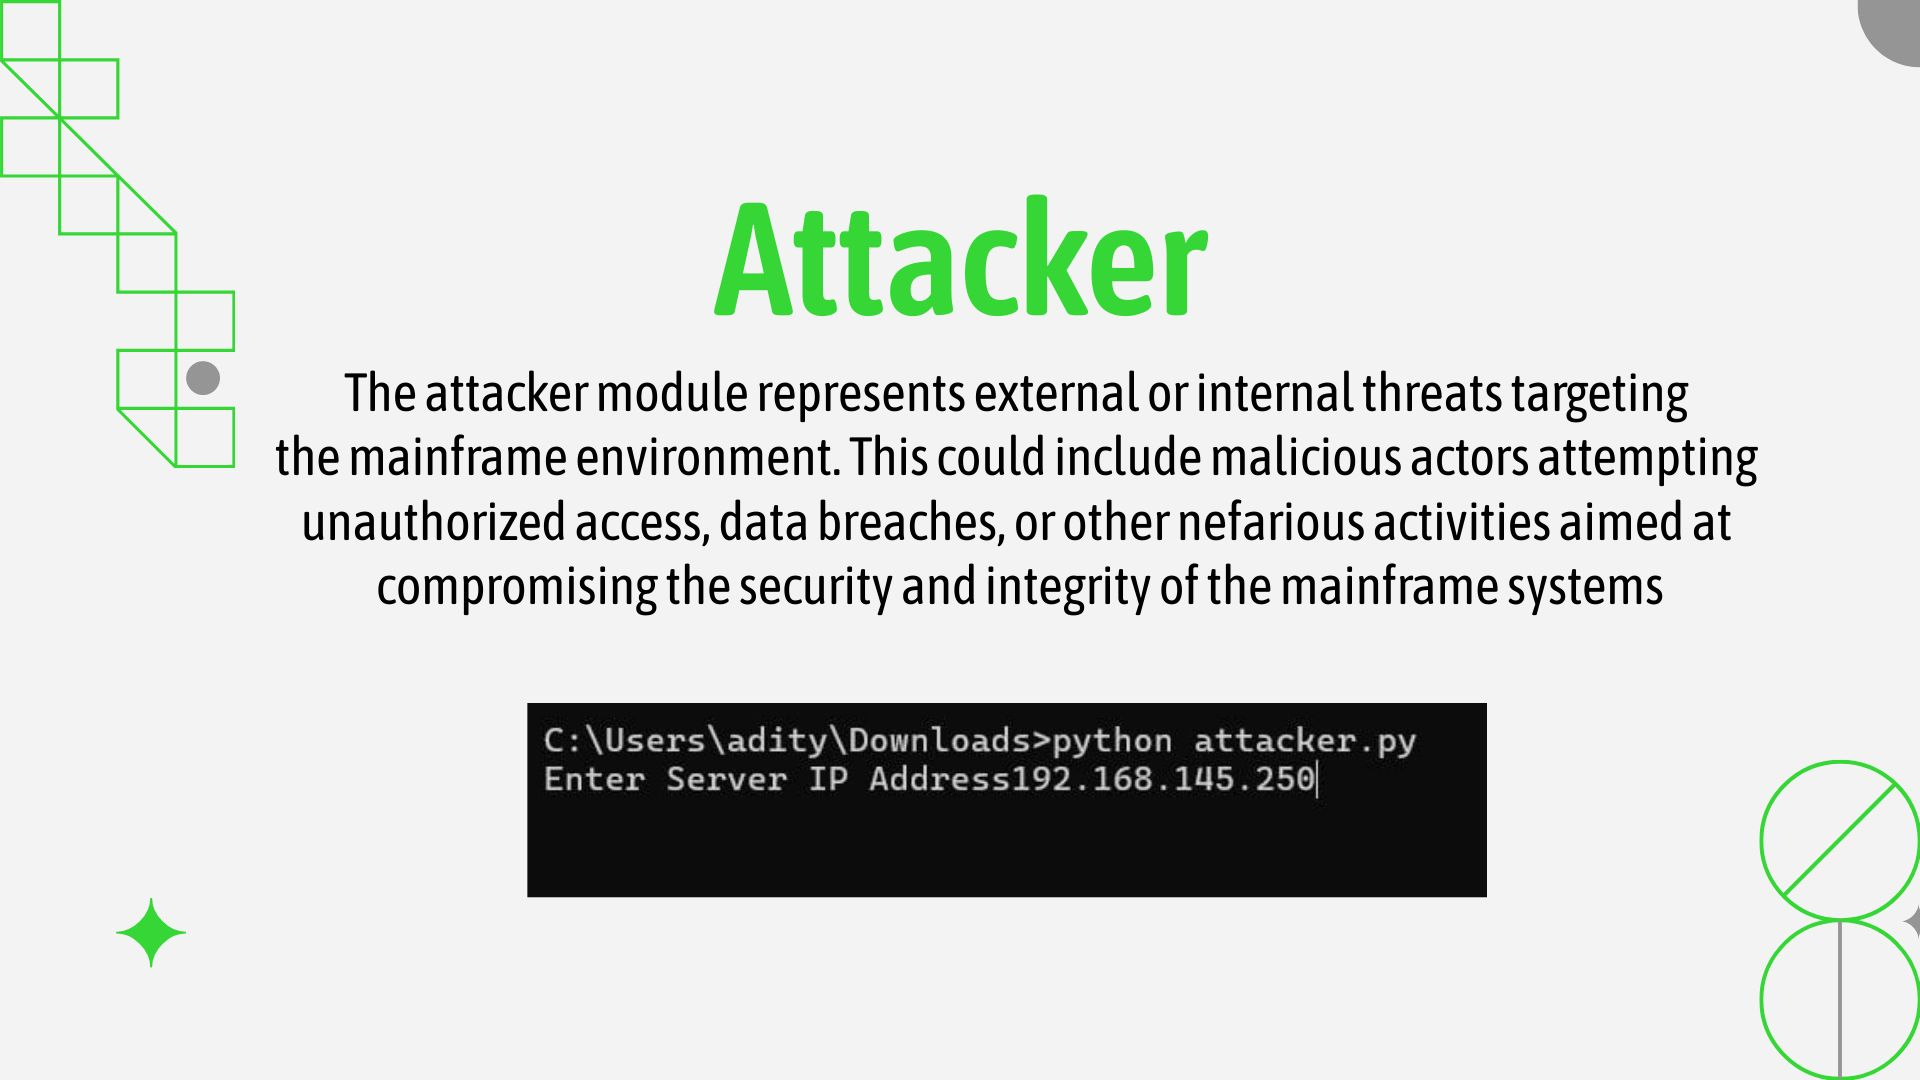 Attacker
The attacker module represents external or internal threats targeting
the mainframe environment. This could include malicious actors attempting
unauthorized access, data breaches, or other nefarious activities aimed at
compromising the security and integrity of the mainframe systems
C:\Users\adity\Downloads>python attacker.py
Enter Server IP Address192.168.145.250